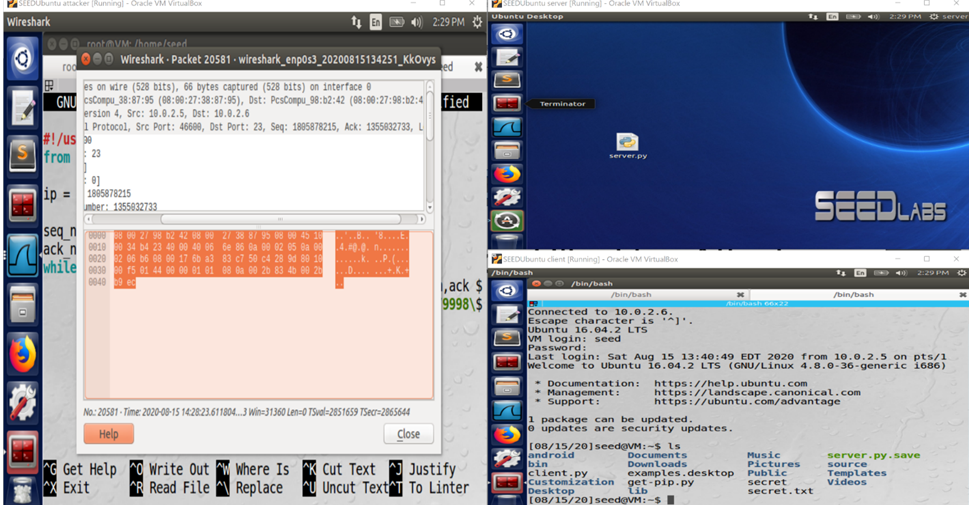 SEEDUbuntu attacker [Running] - Oracle VM VirtualBox
Wireshark
En
2:29 PM
root@VM: /home/seed
Wireshark · Packet 20581 · wireshark_enp0s3_20200815134251_KkOvys
es on wire (528 bits), 66 bytes captured (528 bits) on interface 0
csCompu_38:87:95 (08:00:27:38:87:95), Dst: PcsCompu_98:b2:42 (08:00:27:98:b2:4
ersion 4, Src: 10.0.2.5, Dst: 10.0.2.6
l Protocol, Src Port: 46600, Dst Port: 23, Seq: 1805878215, Ack: 1355032733, L
00
: 23
]
: 0]
1805878215
umber: 1355032733
GNU
fied
#!/us
from
ip =
seq_n
ack_n
while
,ack $
9998\$
0000 08 00 27 98 b2 42 08 00 27 38 87 95 08 00 45 10 ..'..B.. '8....E.
0010 00 34 b4 23 40 00 40 06 6e 86 0a 00 02 05 0a 00 .4.#@.@. n.......
0020 02 06 b6 08 00 17 6b a3 83 c7 50 c4 28 9d 80 10 ......k. ..P.(...
0030 00 f5 01 44 00 00 01 01 08 0a 00 2b 83 4b 00 2b ...D.... ...+.K.+
0040 b9 ec ..
No.: 20581 · Time: 2020-08-15 14:28:23.611804...3 Win=31360 Len=0 TSval=2851659 TSecr=2865644
Help
Close
^G Get Help ^O Write Out ^W Where Is ^K Cut Text ^J Justify
^X Exit ^R Read File ^\ Replace ^U Uncut Text ^T To Linter
SEEDUbuntu server [Running] - Oracle VM VirtualBox
Ubuntu Desktop
En
2:29 PM
server
Terminator
server.py
SEEDLABS
SEEDUbuntu client [Running] - Oracle VM VirtualBox
/bin/bash
En
2:29 PM
/bin/bash
/bin/bash
/bin/bash
/bin/bash 66x22
Connected to 10.0.2.6.
Escape character is '^]'.
Ubuntu 16.04.2 LTS
VM login: seed
Password:
Last login: Sat Aug 15 13:40:49 EDT 2020 from 10.0.2.5 on pts/1
Welcome to Ubuntu 16.04.2 LTS (GNU/Linux 4.8.0-36-generic i686)
* Documentation: https://help.ubuntu.com
* Management: https://landscape.canonical.com
* Support: https://ubuntu.com/advantage
1 package can be updated.
0 updates are security updates.
[08/15/20]seed@VM:~$ ls
android Documents Music server.py.save
bin Downloads Pictures source
client.py examples.desktop Public Templates
Customization get-pip.py secret Videos
Desktop lib secret.txt
[08/15/20]seed@VM:~$